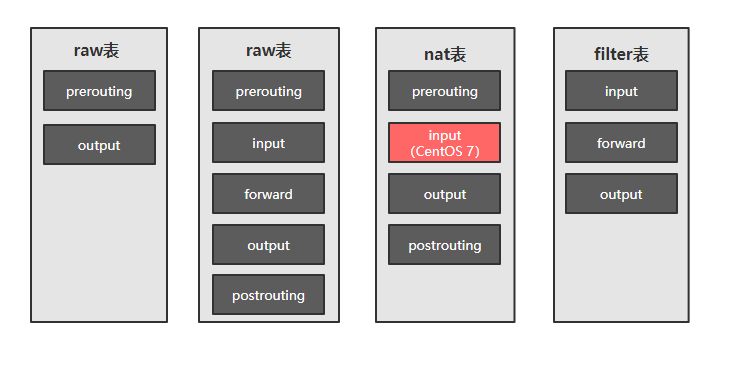 raw表
prerouting
output
raw表
prerouting
input
forward
output
postrouting
nat表
prerouting
input
(CentOS 7)
output
postrouting
filter表
input
forward
output